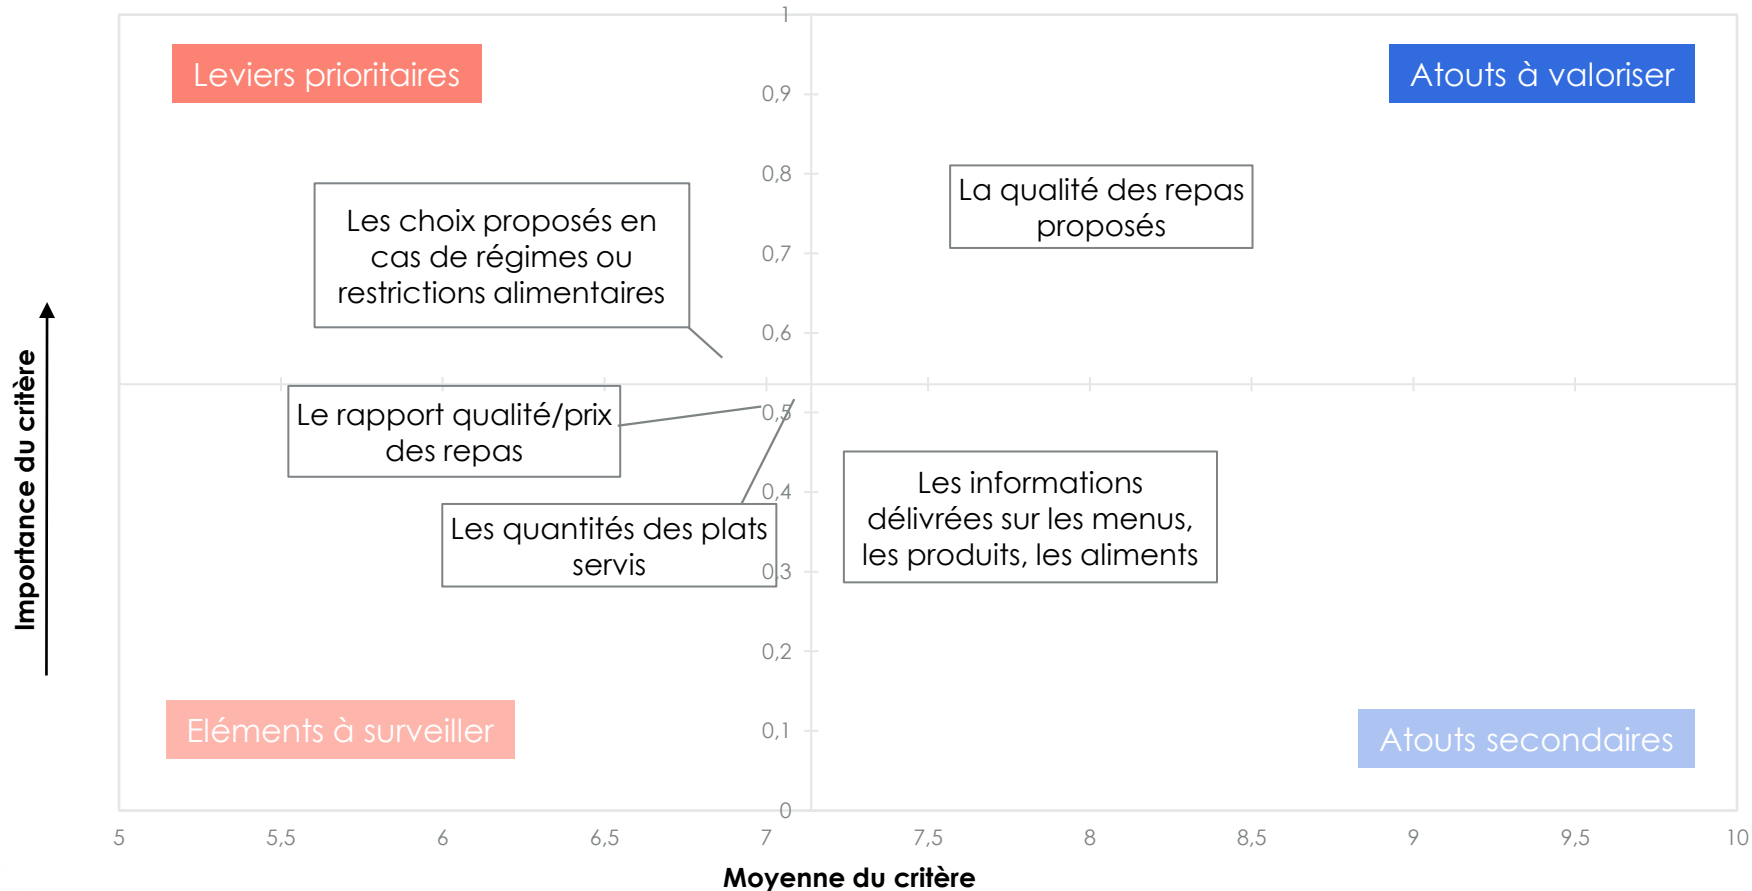 Leviers prioritaires
Atouts à valoriser
1
0,9
0,8
0,7
0,6
0,5
0,4
0,3
0,2
0,1
0
La qualité des repas
proposés
Les choix proposés en
cas de régimes ou
restrictions alimentaires
Importance du critère
Le rapport qualité/prix
des repas
Les quantités des plats
servis
Les informations
délivrées sur les menus,
les produits, les aliments
Eléments à surveiller
Atouts secondaires
5 5,5 6 6,5 7 7,5 8 8,5 9 9,5 10
Moyenne du critère